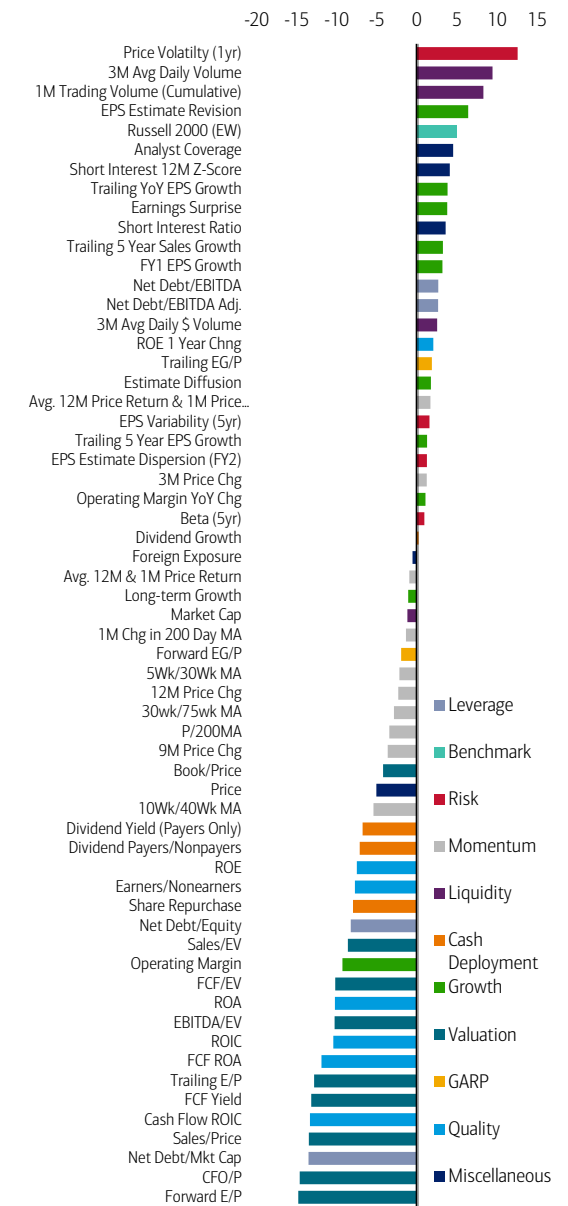 -20 -15 -10 -5 0 5 10 15
Price Volatilty (1yr)
3M Avg Daily Volume
1M Trading Volume (Cumulative)
EPS Estimate Revision
Russell 2000 (EW)
Analyst Coverage
Short Interest 12M Z-Score
Trailing YoY EPS Growth
Earnings Surprise
Short Interest Ratio
Trailing 5 Year Sales Growth
FY1 EPS Growth
Net Debt/EBITDA
Net Debt/EBITDA Adj.
3M Avg Daily $ Volume
ROE 1 Year Chng
Trailing EG/P
Estimate Diffusion
Avg. 12M Price Return & 1M Price…
EPS Variability (5yr)
Trailing 5 Year EPS Growth
EPS Estimate Dispersion (FY2)
3M Price Chg
Operating Margin YoY Chg
Beta (5yr)
Dividend Growth
Foreign Exposure
Avg. 12M & 1M Price Return
Long-term Growth
Market Cap
1M Chg in 200 Day MA
Forward EG/P
5Wk/30Wk MA
12M Price Chg
30wk/75wk MA
P/200MA
9M Price Chg
Book/Price
Price
10Wk/40Wk MA
Dividend Yield (Payers Only)
Dividend Payers/Nonpayers
ROE
Earners/Nonearners
Share Repurchase
Net Debt/Equity
Sales/EV
Operating Margin
FCF/EV
ROA
EBITDA/EV
ROIC
FCF ROA
Trailing E/P
FCF Yield
Cash Flow ROIC
Sales/Price
Net Debt/Mkt Cap
CFO/P
Forward E/P
Leverage
Benchmark
Risk
Momentum
Liquidity
Cash
Deployment
Growth
Valuation
GARP
Quality
Miscellaneous